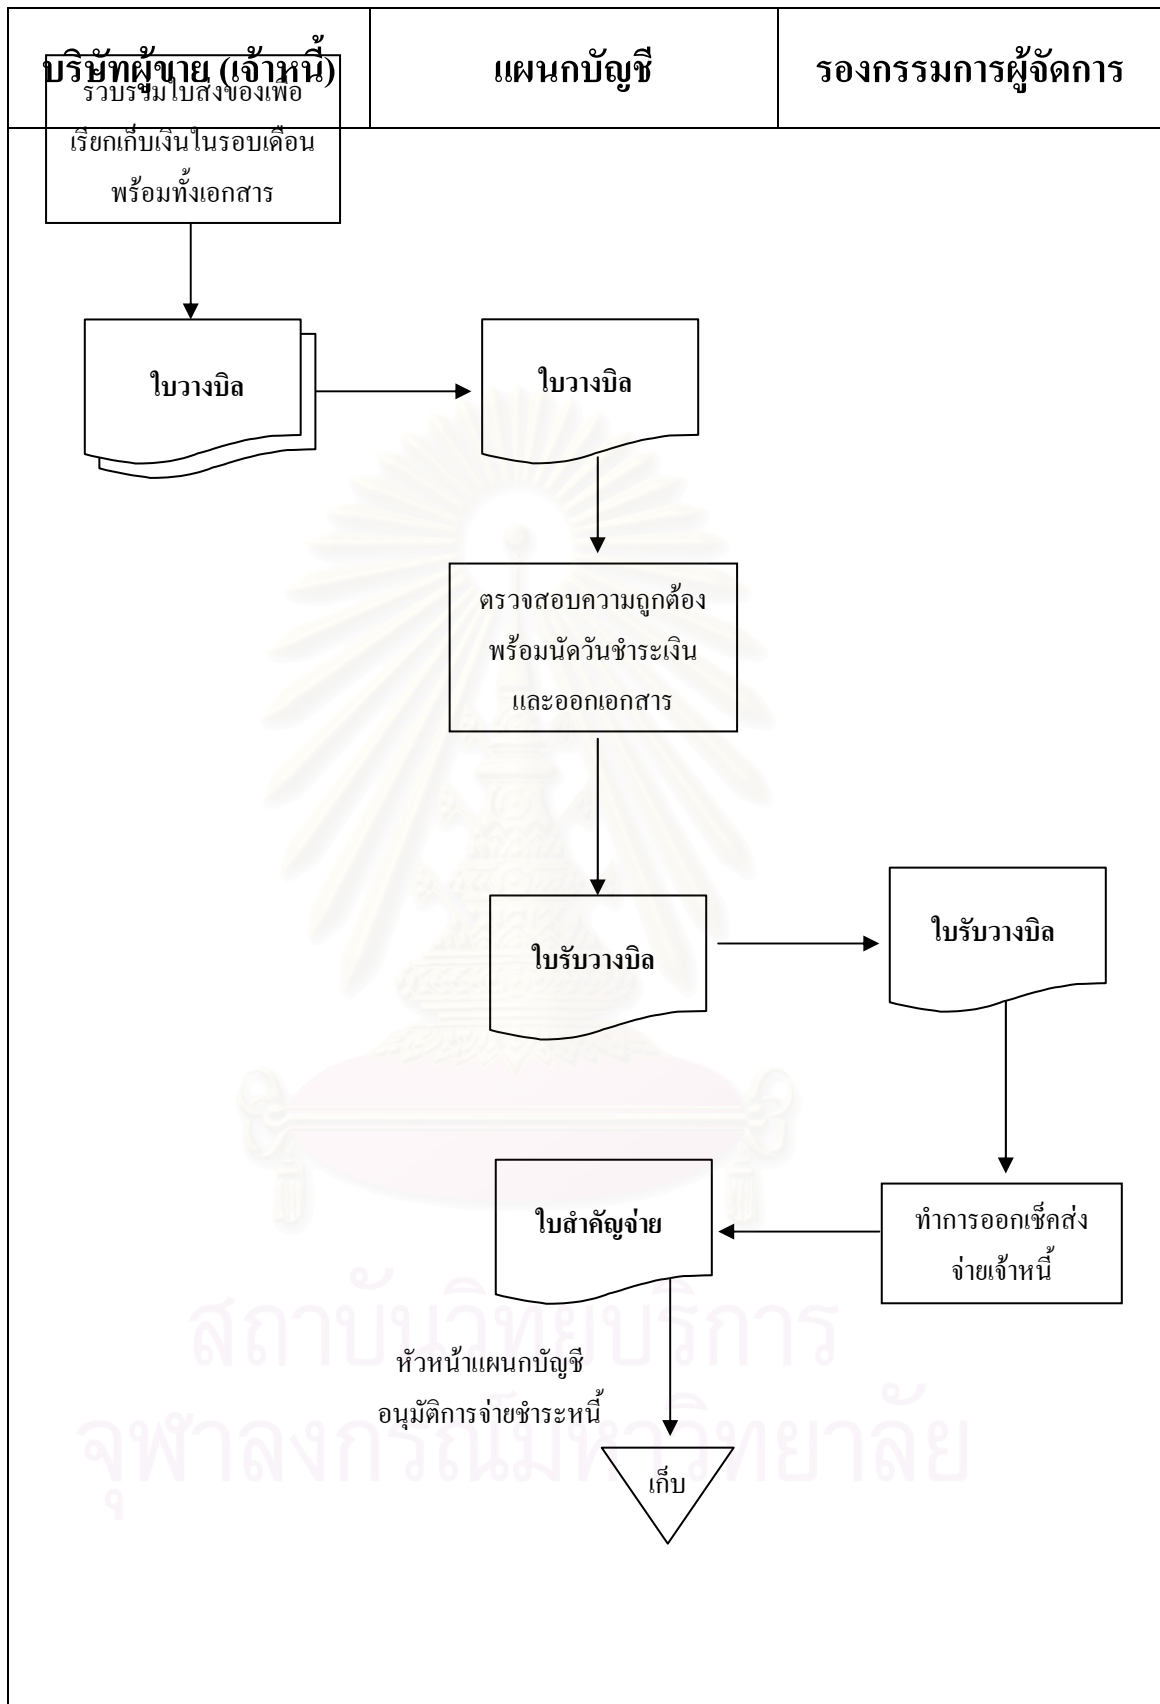 บริษัทผู้ขาย (เจ้าหนี้)
แผนกบัญชี
รองกรรมการผู้จัดการ
รวบรวมใบส่งของเพื่อ
เรียกเก็บเงินในรอบเดือน
พร้อมทั้งเอกสาร
ใบวางบิล
ใบวางบิล
ตรวจสอบความถูกต้อง
พร้อมนัดวันชำระเงิน
และออกเอกสาร
ใบรับวางบิล
ใบรับวางบิล
ใบสำคัญจ่าย
ทำการออกเช็คส่ง
จ่ายเจ้าหนี้
หัวหน้าแผนกบัญชี
อนุมัติการจ่ายชำระหนี้
เก็บ
สถาบันวิทยบริการ
จุฬาลงกรณ์มหาวิทยาลัย